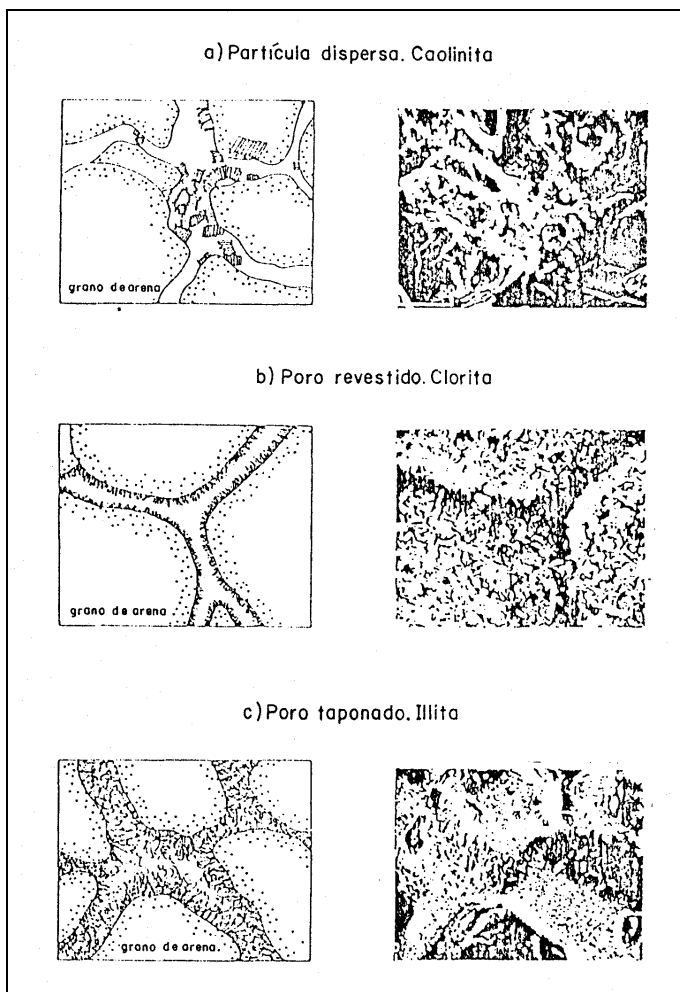 a) Partícula dispersa. Caolinita
grano de arena
b) Poro revestido. Clorita
grano de arena
c) Poro taponado. Illita
grano de arena.